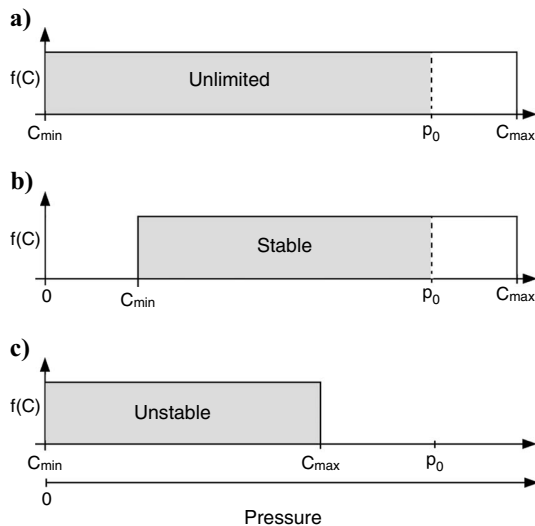 a)
f(C)
Unlimited
Cmin
p0
Cmax
b)
f(C)
Stable
0
Cmin
p0
Cmax
c)
f(C)
Unstable
Cmin
Cmax
p0
0
Pressure